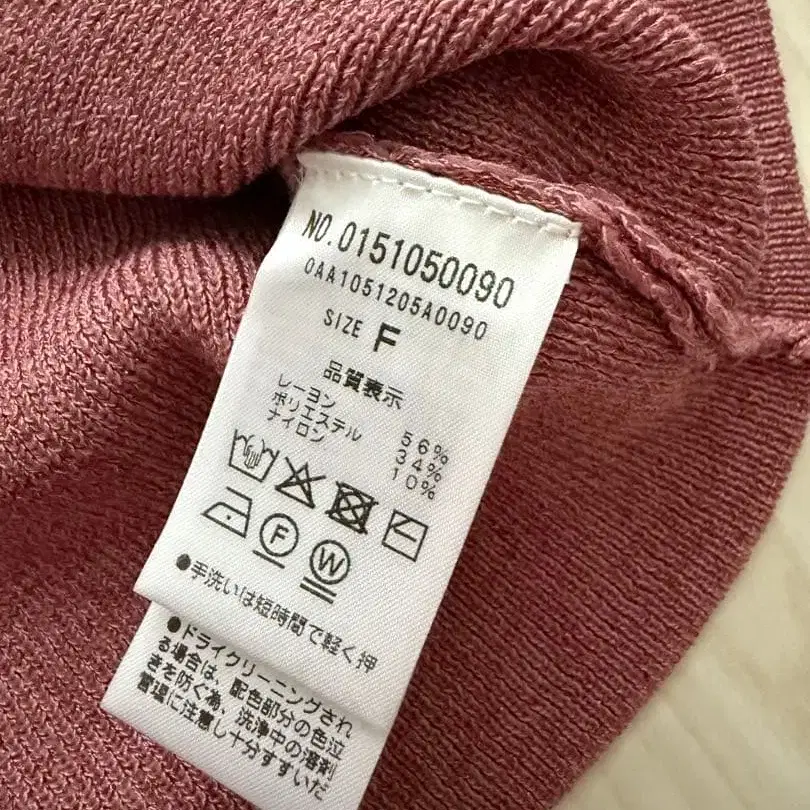 NO.0151050090
0AA1051205A0090
SIZE F
品質表示
レーヨン 56%
ポリエステル 34%
ナイロン 10%
F
W
●手洗いは短時間で軽く押
●ドライクリーニングされ
る場合は、配色部分の色泣
きを防ぐ為、洗浄中の溶剤
管理に注意し十分すすいだ